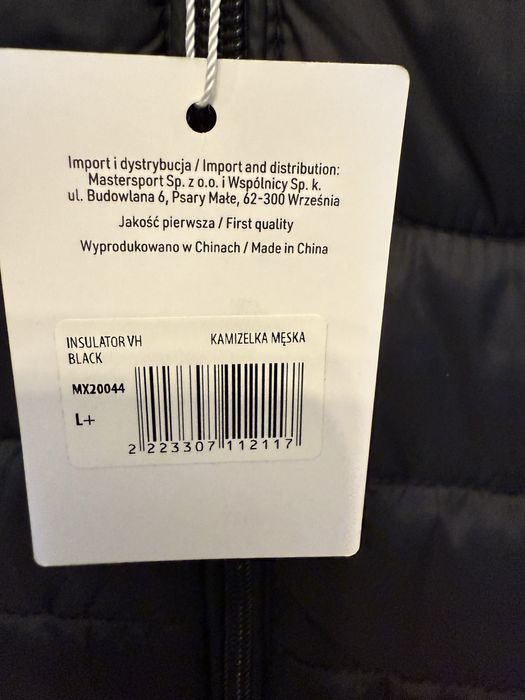 Import i dystrybucja / Import and distribution:
Mastersport Sp. z o.o. i Wspólnicy Sp. k.
ul. Budowlana 6, Psary Małe, 62-300 Września
Jakość pierwsza / First quality
Wyprodukowano w Chinach / Made in China
INSULATOR VH KAMIZELKA MĘSKA
BLACK
MX20044
L+
2 223307 112117